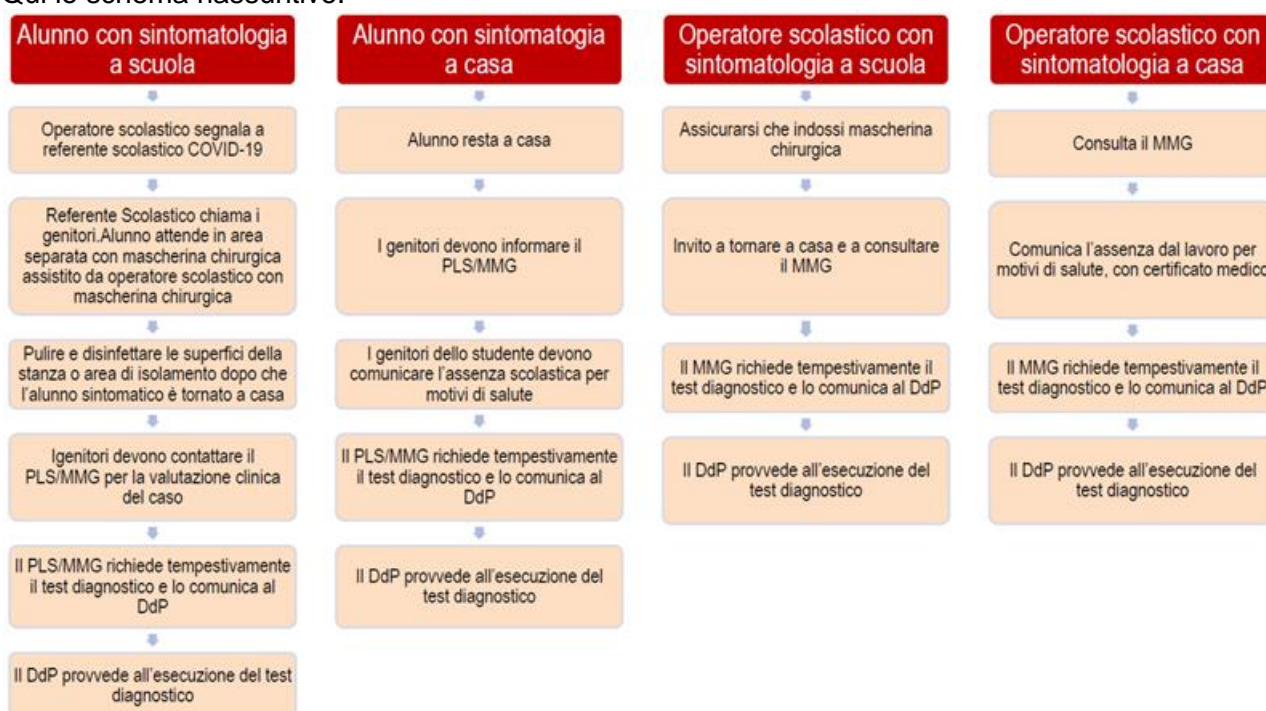 Qui lo schema riassuntivo:
Alunno con sintomatologia
a scuola
Operatore scolastico segnala a
referente scolastico COVID-19
Referente Scolastico chiama i
genitori.Alunno attende in area
separata con mascherina chirurgica
assistito da operatore scolastico con
mascherina chirurgica
Pulire e disinfettare le superfici della
stanza o area di isolamento dopo che
l'alunno sintomatico è tornato a casa
Igenitori devono contattare il
PLS/MMG per la valutazione clinica
del caso
Il PLS/MMG richiede tempestivamente
il test diagnostico e lo comunica al
DdP
Il DdP provvede all'esecuzione del test
diagnostico
Alunno con sintomatogia
a casa
Alunno resta a casa
I genitori devono informare il
PLS/MMG
I genitori dello studente devono
comunicare l'assenza scolastica per
motivi di salute
Il PLS/MMG richiede tempestivamente
il test diagnostico e lo comunica al
DdP
Il DdP provvede all'esecuzione del
test diagnostico
Operatore scolastico con
sintomatologia a scuola
Assicurarsi che indossi mascherina
chirurgica
Invito a tornare a casa e a consultare
il MMG
Il MMG richiede tempestivamente il
test diagnostico e lo comunica al DdP
Il DdP provvede all'esecuzione del
test diagnostico
Operatore scolastico con
sintomatologia a casa
Consulta il MMG
Comunica l'assenza dal lavoro per
motivi di salute, con certificato medico
Il MMG richiede tempestivamente il
test diagnostico e lo comunica al DdP
Il DdP provvede all'esecuzione del
test diagnostico